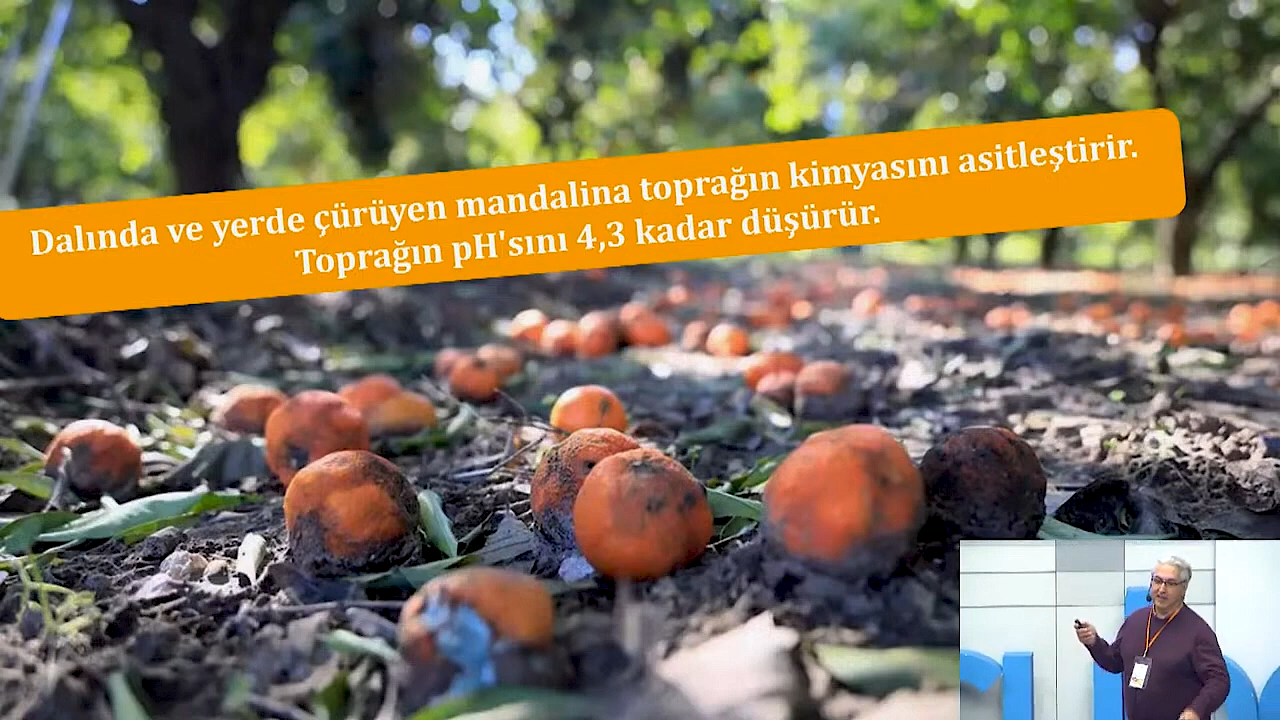 Dalında ve yerde çürüyen mandalina toprağın kimyasını asitleştirir.
Toprağın pH'sını 4,3 kadar düşürür.